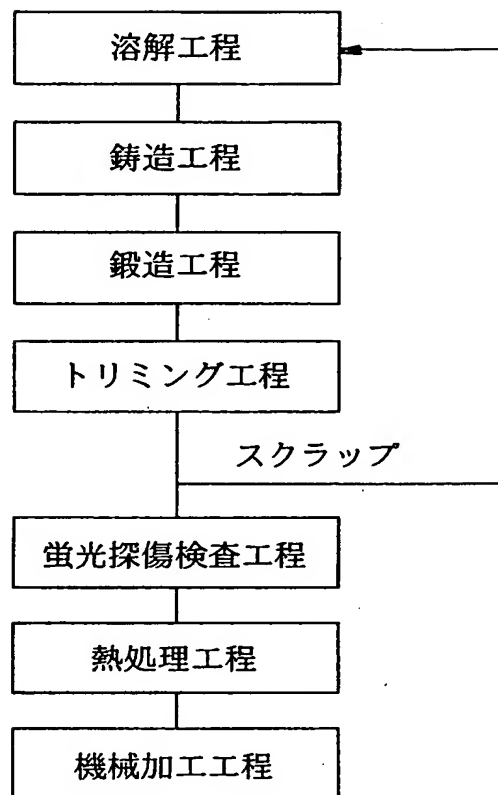 溶解工程
鋳造工程
鍛造工程
トリミング工程
スクラップ
蛍光探傷検査工程
熱処理工程
機械加工工程